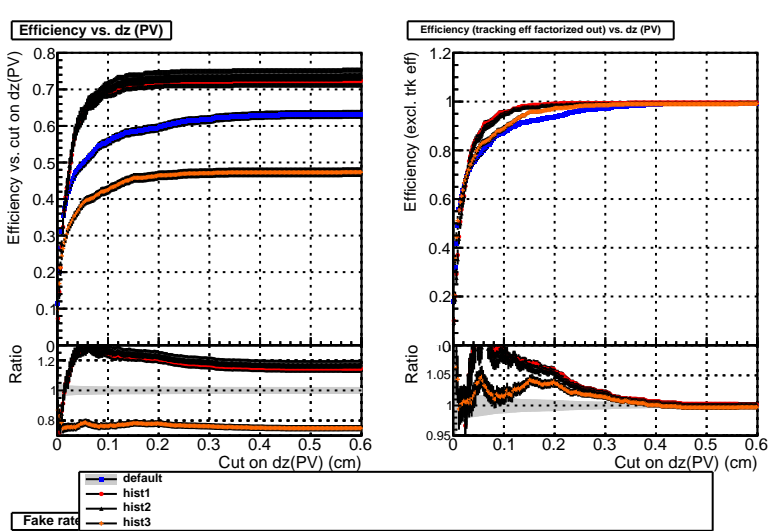 Efficiency vs. dz (PV)
Efficiency (tracking eff factorized out) vs. dz (PV)
Efficiency vs. cut on dz(PV)
0.8
0.7
0.6
0.5
0.4
0.3
0.2
0.1
0
Ratio
1.2
1
0.8
0 0.1 0.2 0.3 0.4 0.5 0.6
Cut on dz(PV) (cm)
Efficiency (excl. trk eff)
1.2
1
0.8
0.6
0.4
0.2
0
Ratio
1.05
1
0.95
0 0.1 0.2 0.3 0.4 0.5 0.6
Cut on dz(PV) (cm)
default
hist1
hist2
hist3
Fake rate